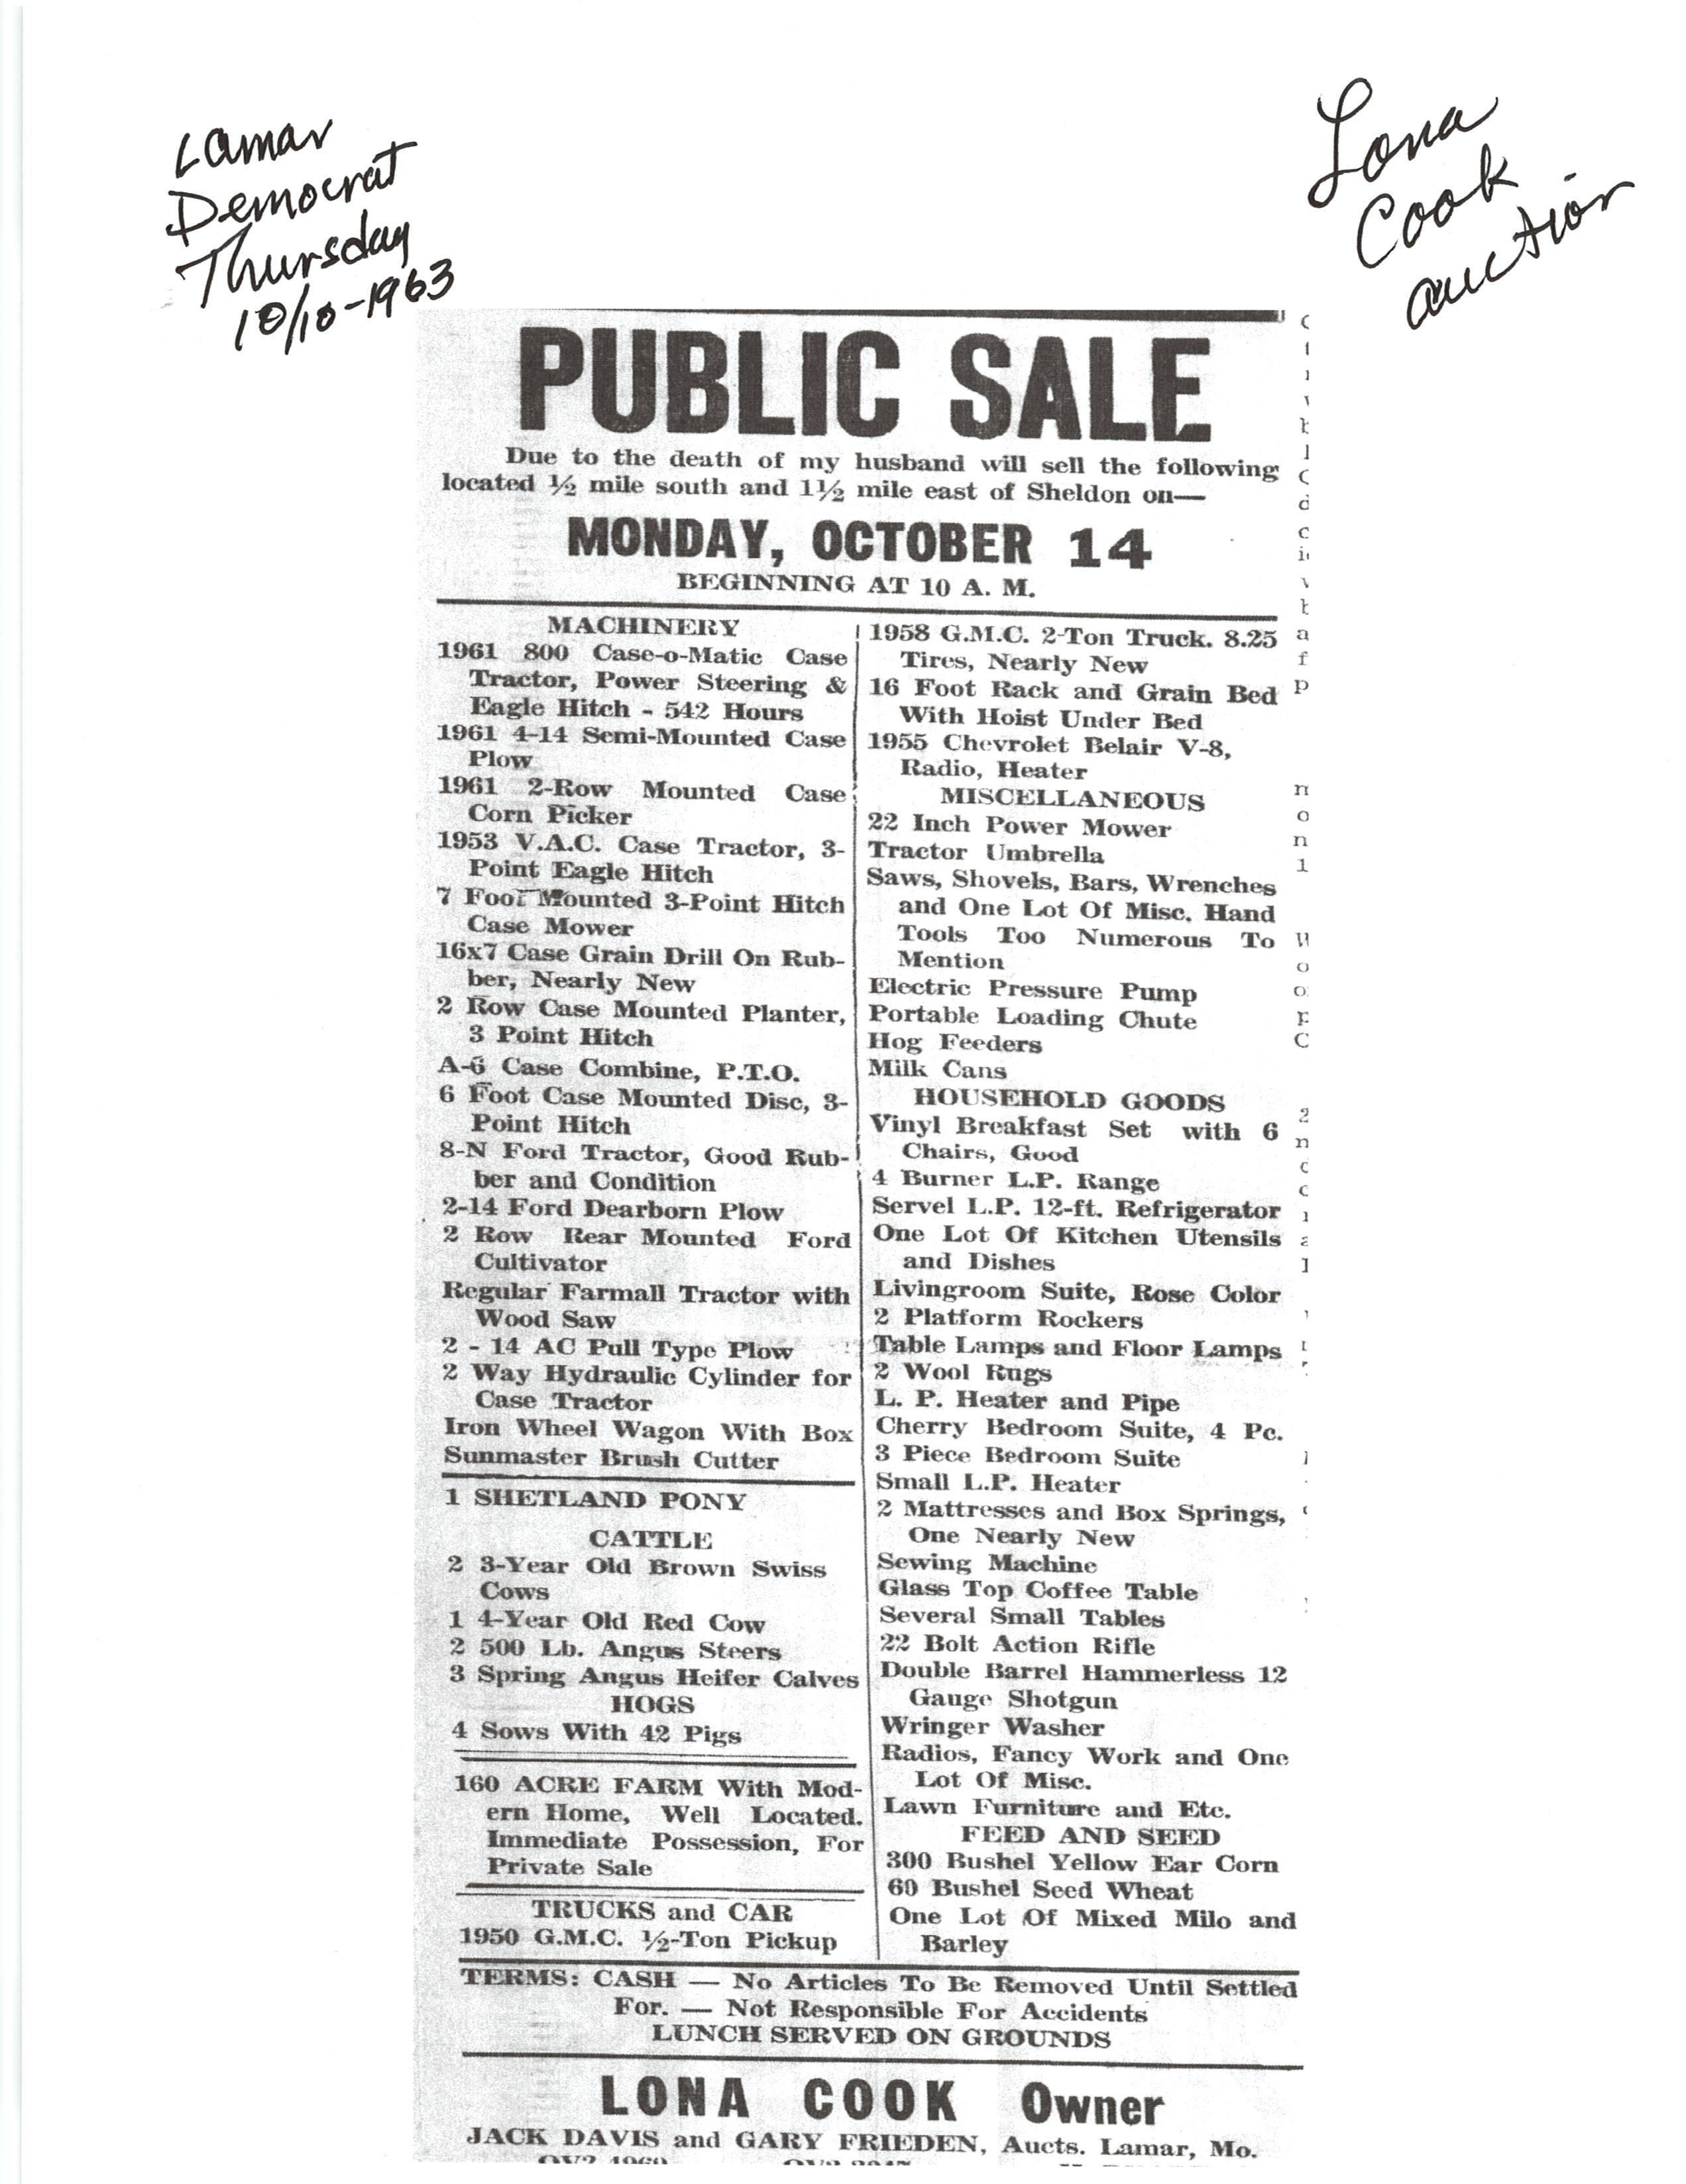 Lamar
Democrat
Thursday
10/10-1963
Lona
Cook
auction
PUBLIC SALE
Due to the death of my husband will sell the following
located ½ mile south and 1½ mile east of Sheldon on—
MONDAY, OCTOBER 14
BEGINNING AT 10 A. M.
MACHINERY
1961 800 Case-o-Matic Case
Tractor, Power Steering &
Eagle Hitch - 542 Hours
1961 4-14 Semi-Mounted Case
Plow
1961 2-Row Mounted Case
Corn Picker
1953 V.A.C. Case Tractor, 3-
Point Eagle Hitch
7 Foot Mounted 3-Point Hitch
Case Mower
16x7 Case Grain Drill On Rub-
ber, Nearly New
2 Row Case Mounted Planter,
3 Point Hitch
A-6 Case Combine, P.T.O.
6 Foot Case Mounted Disc, 3-
Point Hitch
8-N Ford Tractor, Good Rub-
ber and Condition
2-14 Ford Dearborn Plow
2 Row Rear Mounted Ford
Cultivator
Regular Farmall Tractor with
Wood Saw
2 - 14 AC Pull Type Plow
2 Way Hydraulic Cylinder for
Case Tractor
Iron Wheel Wagon With Box
Sunmaster Brush Cutter
1 SHETLAND PONY
CATTLE
2 3-Year Old Brown Swiss
Cows
1 4-Year Old Red Cow
2 500 Lb. Angus Steers
3 Spring Angus Heifer Calves
HOGS
4 Sows With 42 Pigs
160 ACRE FARM With Mod-
ern Home, Well Located.
Immediate Possession, For
Private Sale
TRUCKS and CAR
1950 G.M.C. ½-Ton Pickup
1958 G.M.C. 2-Ton Truck. 8.25
Tires, Nearly New
16 Foot Rack and Grain Bed
With Hoist Under Bed
1955 Chevrolet Belair V-8,
Radio, Heater
MISCELLANEOUS
22 Inch Power Mower
Tractor Umbrella
Saws, Shovels, Bars, Wrenches
and One Lot Of Misc. Hand
Tools Too Numerous To
Mention
Electric Pressure Pump
Portable Loading Chute
Hog Feeders
Milk Cans
HOUSEHOLD GOODS
Vinyl Breakfast Set with 6
Chairs, Good
4 Burner L.P. Range
Servel L.P. 12-ft. Refrigerator
One Lot Of Kitchen Utensils
and Dishes
Livingroom Suite, Rose Color
2 Platform Rockers
Table Lamps and Floor Lamps
2 Wool Rugs
L. P. Heater and Pipe
Cherry Bedroom Suite, 4 Pc.
3 Piece Bedroom Suite
Small L.P. Heater
2 Mattresses and Box Springs,
One Nearly New
Sewing Machine
Glass Top Coffee Table
Several Small Tables
22 Bolt Action Rifle
Double Barrel Hammerless 12
Gauge Shotgun
Wringer Washer
Radios, Fancy Work and One
Lot Of Misc.
Lawn Furniture and Etc.
FEED AND SEED
300 Bushel Yellow Ear Corn
60 Bushel Seed Wheat
One Lot Of Mixed Milo and
Barley
TERMS: CASH — No Articles To Be Removed Until Settled
For. — Not Responsible For Accidents
LUNCH SERVED ON GROUNDS
LONA COOK Owner
JACK DAVIS and GARY FRIEDEN, Aucts. Lamar, Mo.